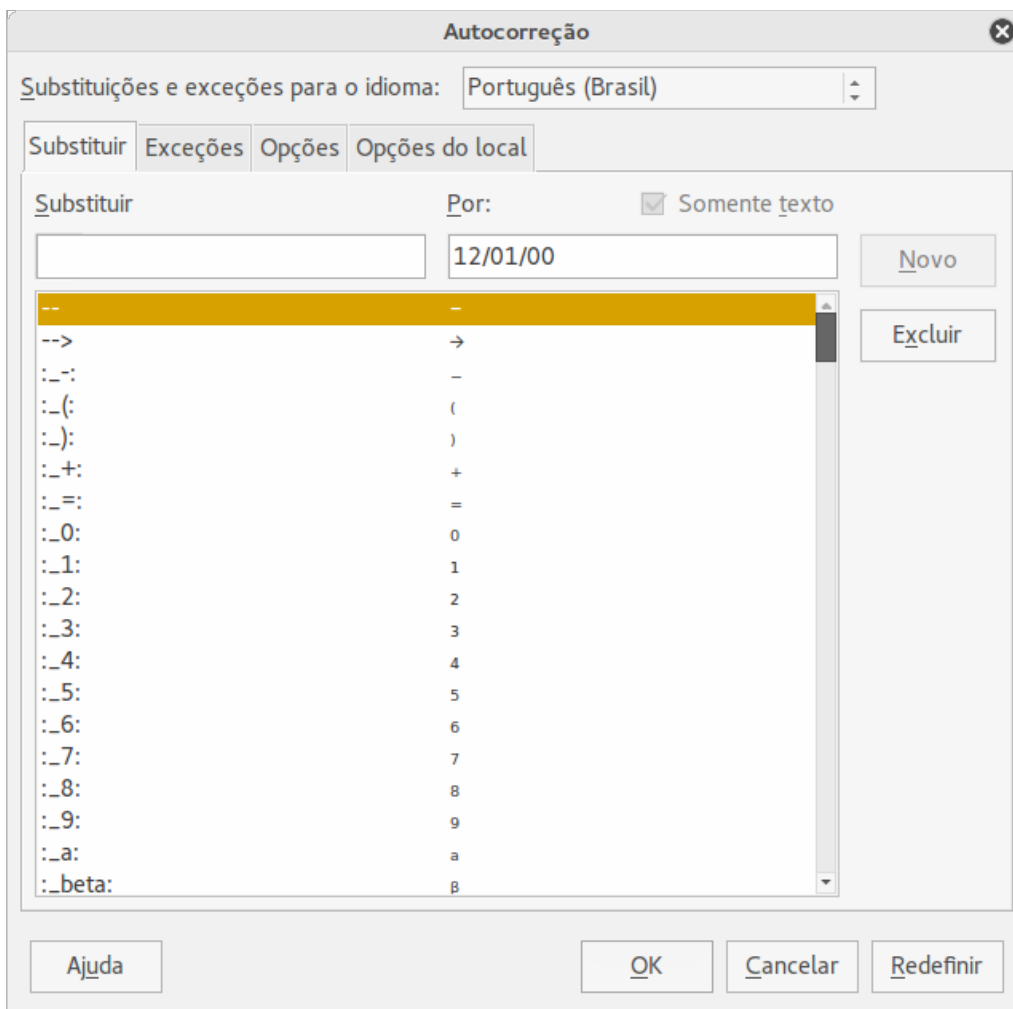 Autocorreção
Substituições e exceções para o idioma: Português (Brasil)
Substituir Exceções Opções Opções do local
Substituir Por: Somente texto
12/01/00 Novo
-- –
--> → Excluir
:_-: ₋
:_(: ₍
:_): ₎
:_+: ₊
:_=: ₌
:_0: ₀
:_1: ₁
:_2: ₂
:_3: ₃
:_4: ₄
:_5: ₅
:_6: ₆
:_7: ₇
:_8: ₈
:_9: ₉
:_a: ₐ
:_beta: ᵦ
Ajuda OK Cancelar Redefinir